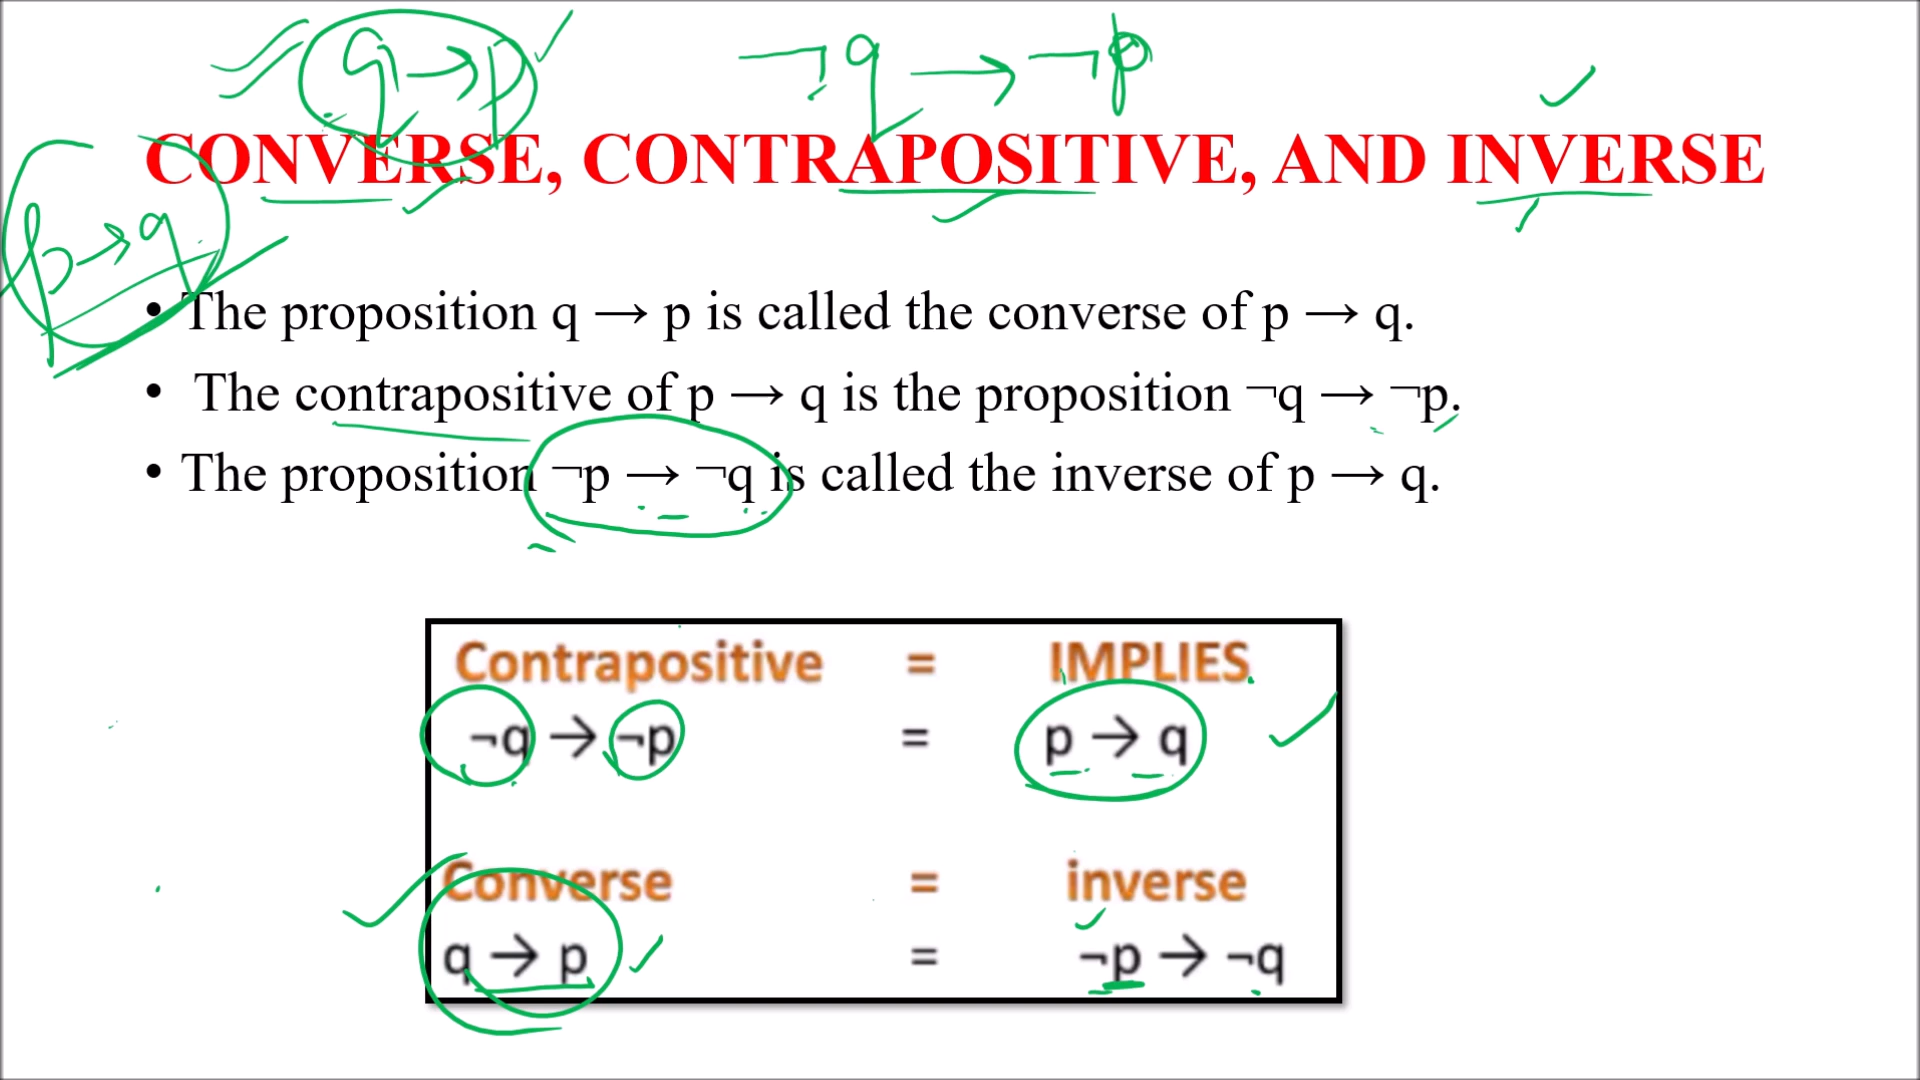 q → p ¬q → ¬p
CONVERSE, CONTRAPOSITIVE, AND INVERSE
p → q
• The proposition q → p is called the converse of p → q.
• The contrapositive of p → q is the proposition ¬q → ¬p.
• The proposition ¬p → ¬q is called the inverse of p → q.
Contrapositive = IMPLIES
¬q → ¬p = p → q
Converse = inverse
q → p = ¬p → ¬q